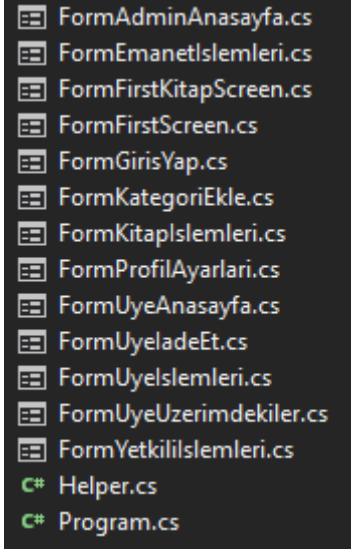 FormAdminAnasayfa.cs
FormEmanetIslemleri.cs
FormFirstKitapScreen.cs
FormFirstScreen.cs
FormGirisYap.cs
FormKategoriEkle.cs
FormKitapIslemleri.cs
FormProfilAyarlari.cs
FormUyeAnasayfa.cs
FormUyeIadeEt.cs
FormUyeIslemleri.cs
FormUyeUzerimdekiler.cs
FormYetkiliIslemleri.cs
C# Helper.cs
C# Program.cs